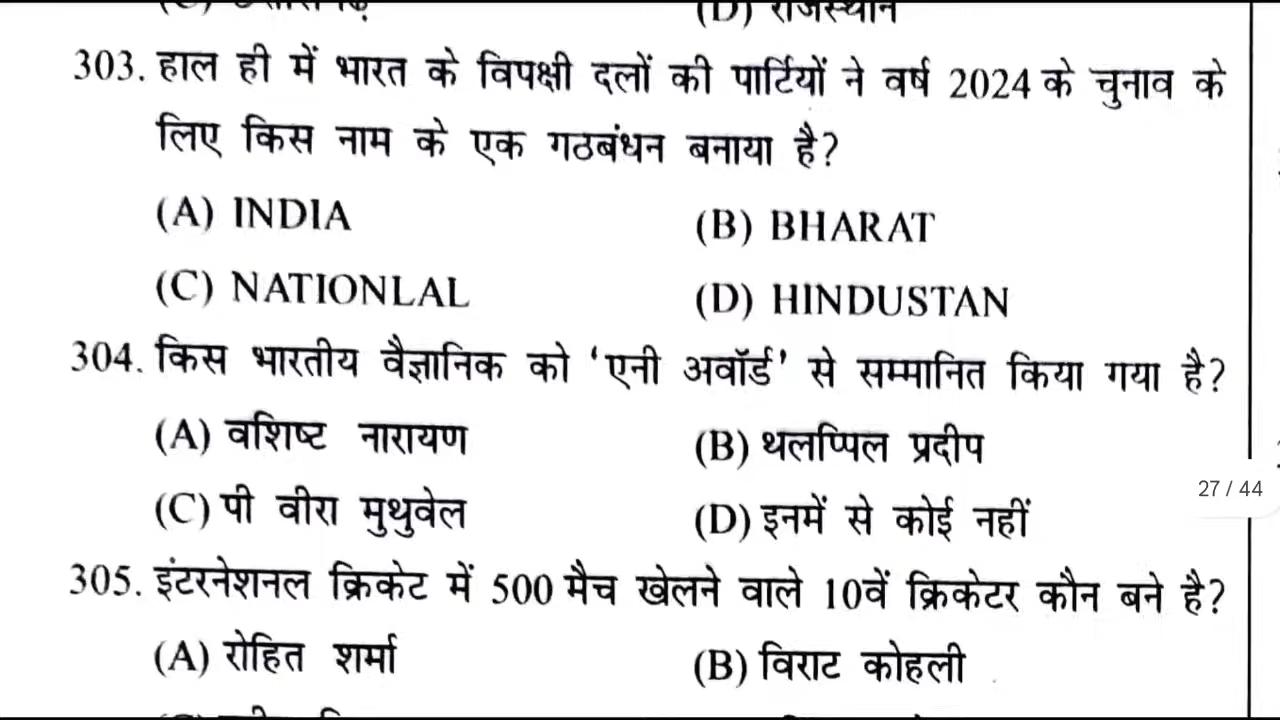 (D) राजस्थान
303. हाल ही में भारत के विपक्षी दलों की पार्टियों ने वर्ष 2024 के चुनाव के
लिए किस नाम के एक गठबंधन बनाया है?
(A) INDIA (B) BHARAT
(C) NATIONLAL (D) HINDUSTAN
304. किस भारतीय वैज्ञानिक को ‘एनी अवॉर्ड’ से सम्मानित किया गया है?
(A) वशिष्ट नारायण (B) थलप्पिल प्रदीप
27 / 44
(C) पी वीरा मुथुवेल (D) इनमें से कोई नहीं
305. इंटरनेशनल क्रिकेट में 500 मैच खेलने वाले 10वें क्रिकेटर कौन बने है?
(A) रोहित शर्मा (B) विराट कोहली